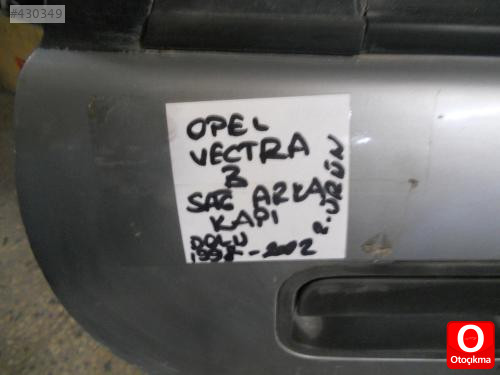 #430349
OPEL
VECTRA
B
SAĞ ARKA
KAPI
DOLU
1998-2002
2. ÜRÜN
O
Otoçıkma